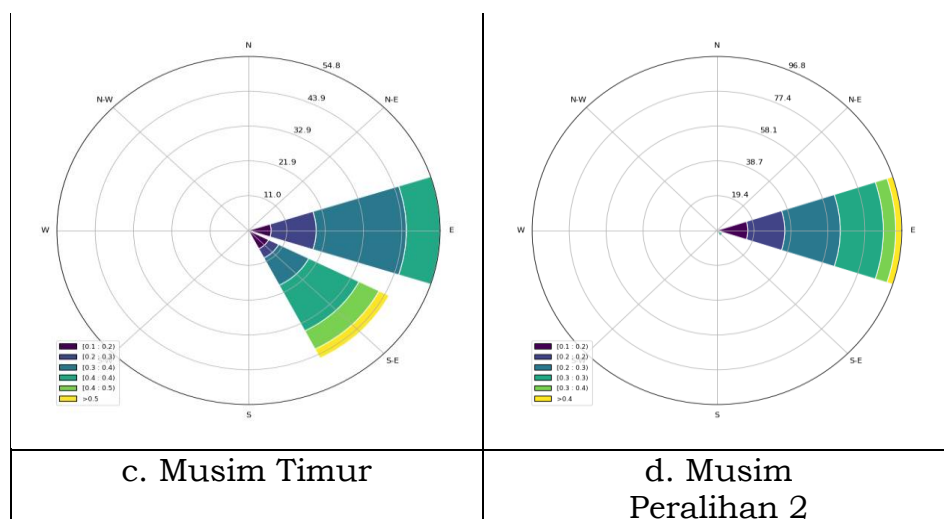 N
54.8
N-W
43.9
N-E
32.9
21.9
11.0
W
E
S-E
S
[0.1 : 0.2)
[0.2 : 0.3)
[0.3 : 0.4)
[0.4 : 0.4)
[0.4 : 0.5)
>0.5
c. Musim Timur
N
96.8
N-W
77.4
N-E
58.1
38.7
19.4
W
E
S-E
S
[0.1 : 0.2)
[0.2 : 0.2)
[0.2 : 0.3)
[0.3 : 0.3)
[0.3 : 0.4)
>0.4
d. Musim
Peralihan 2